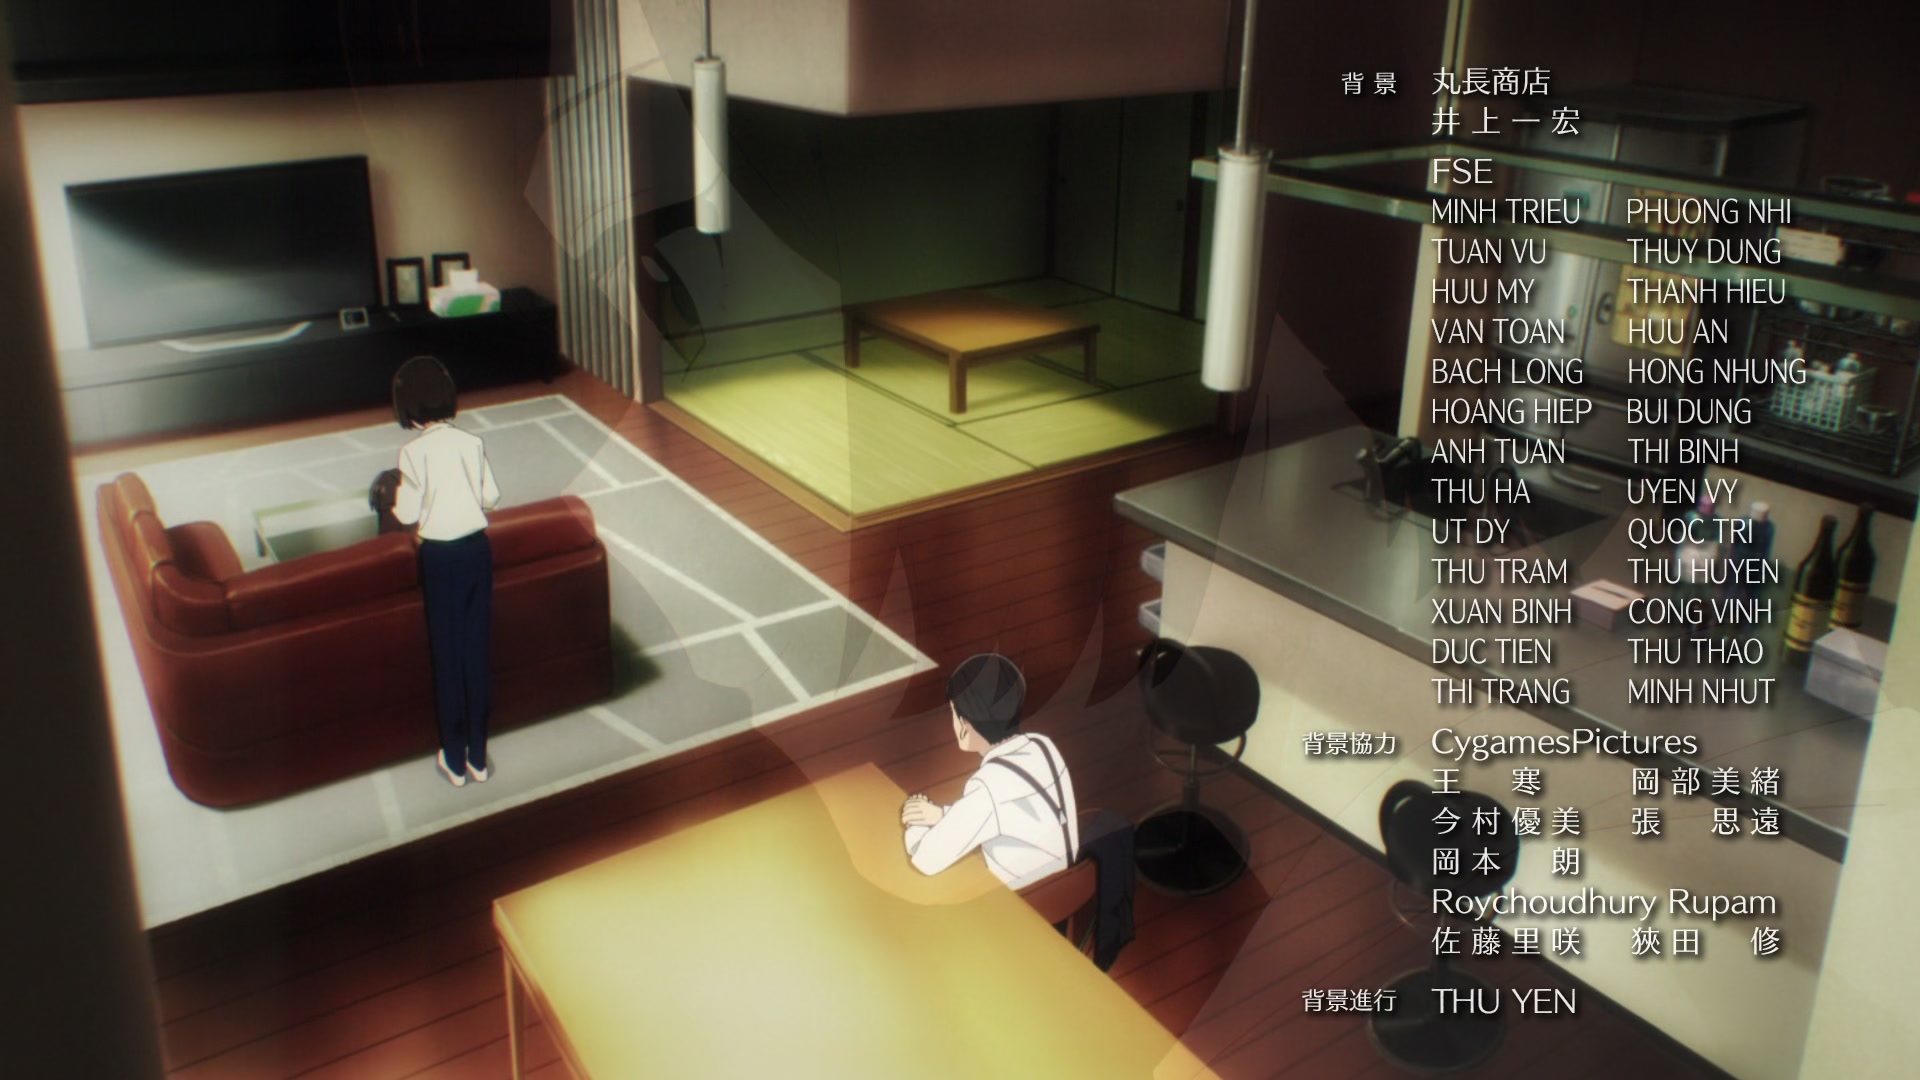 背景 丸長商店
井上一宏
FSE
MINH TRIEU PHUONG NHI
TUAN VU THUY DUNG
HUU MY THANH HIEU
VAN TOAN HUU AN
BACH LONG HONG NHUNG
HOANG HIEP BUI DUNG
ANH TUAN THI BINH
THU HA UYEN VY
UT DY QUOC TRI
THU TRAM THU HUYEN
XUAN BINH CONG VINH
DUC TIEN THU THAO
THI TRANG MINH NHUT
背景協力 CygamesPictures
王 寒 岡部美緒
今村優美 張 思遠
岡本 朗
Roychoudhury Rupam
佐藤里咲 狹田 修
背景進行 THU YEN